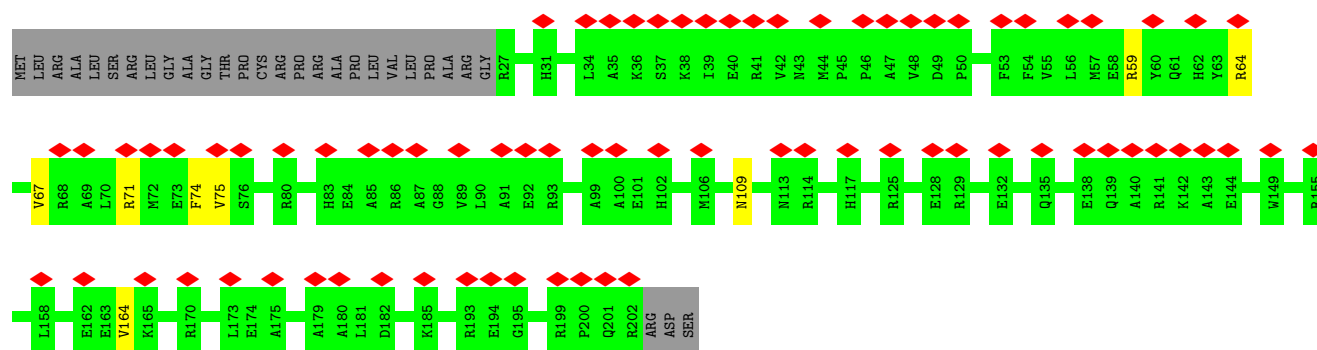 MET LEU ARG ALA LEU SER ARG LEU GLY ALA GLY THR PRO CYS ARG PRO ARG ALA PRO LEU VAL LEU PRO ALA ARG GLY R27 H31 L34 A35 K36 S37 K38 I39 E40 R41 V42 N43 M44 P45 P46 A47 V48 D49 P50 F53 F54 V55 L56 M57 E58 R59 Y60 Q61 H62 Y63 R64
V67 R68 A69 L70 R71 M72 E73 F74 V75 S76 R80 H83 E84 A85 R86 A87 G88 V89 L90 A91 E92 R93 A99 A100 E101 H102 M106 N109 N113 R114 H117 R125 E128 R129 E132 Q135 E138 Q139 A140 R141 K142 A143 E144 W149
L158 E162 E163 V164 K165 R170 L173 E174 A175 A179 A180 L181 D182 K185 R193 E194 G195 R199 P200 Q201 R202 ARG ASP SER